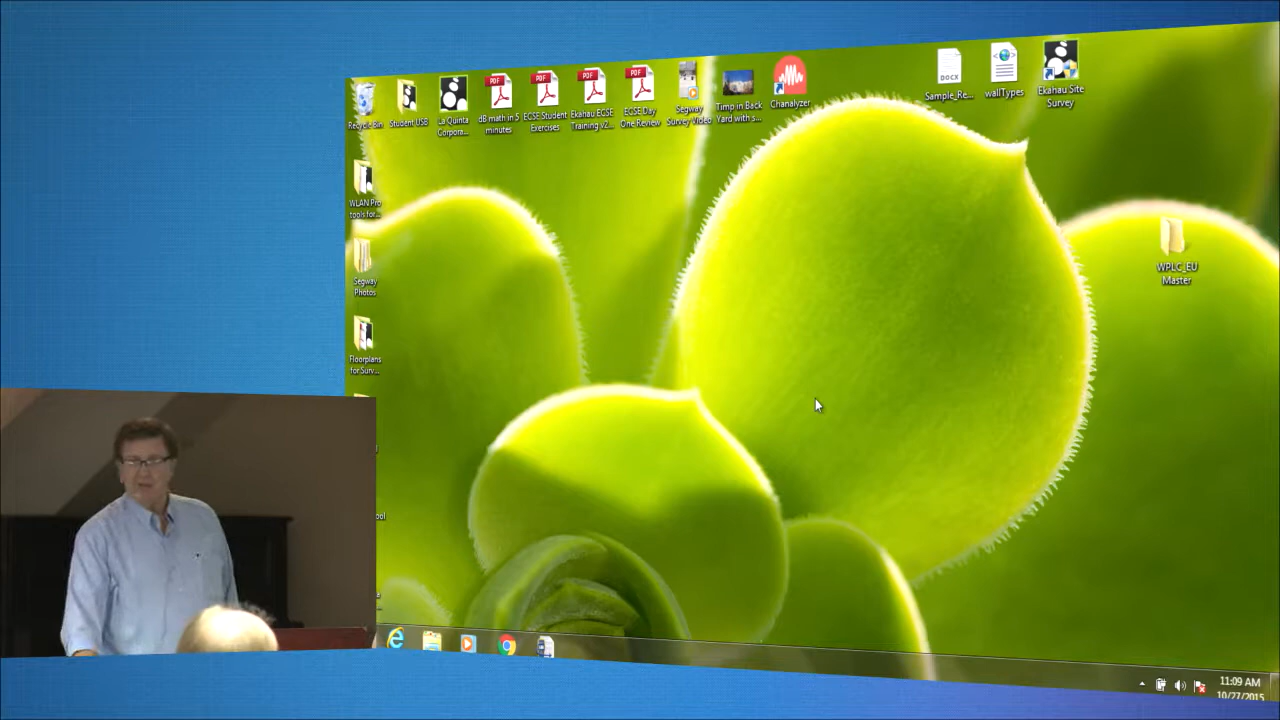 Recycle Bin
Student USB
La Quinta
Corpora...
dB math in 5
minutes
ECSE Student
Exercises
Ekahau ECSE
Training v2...
ECSE Day
One Review
Segway
Survey Video
Timp in Back
Yard with s...
Chanalyzer
Sample_Re...
wallTypes
Ekahau Site
Survey
WLAN Pro
tools for...
Segway
Photos
Floorplans
for Surv...
WPLC_EU
Master
PDF
PDF
PDF
PDF
DOCX
11:09 AM
10/27/2015